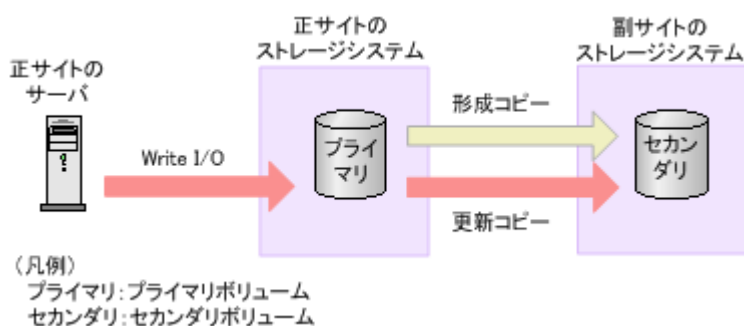 正サイトの
サーバ
Write I/O
正サイトの
ストレージシステム
プライ
マリ
形成コピー
更新コピー
副サイトの
ストレージシステム
セカン
ダリ
(凡例)
プライマリ:プライマリボリューム
セカンダリ:セカンダリボリューム